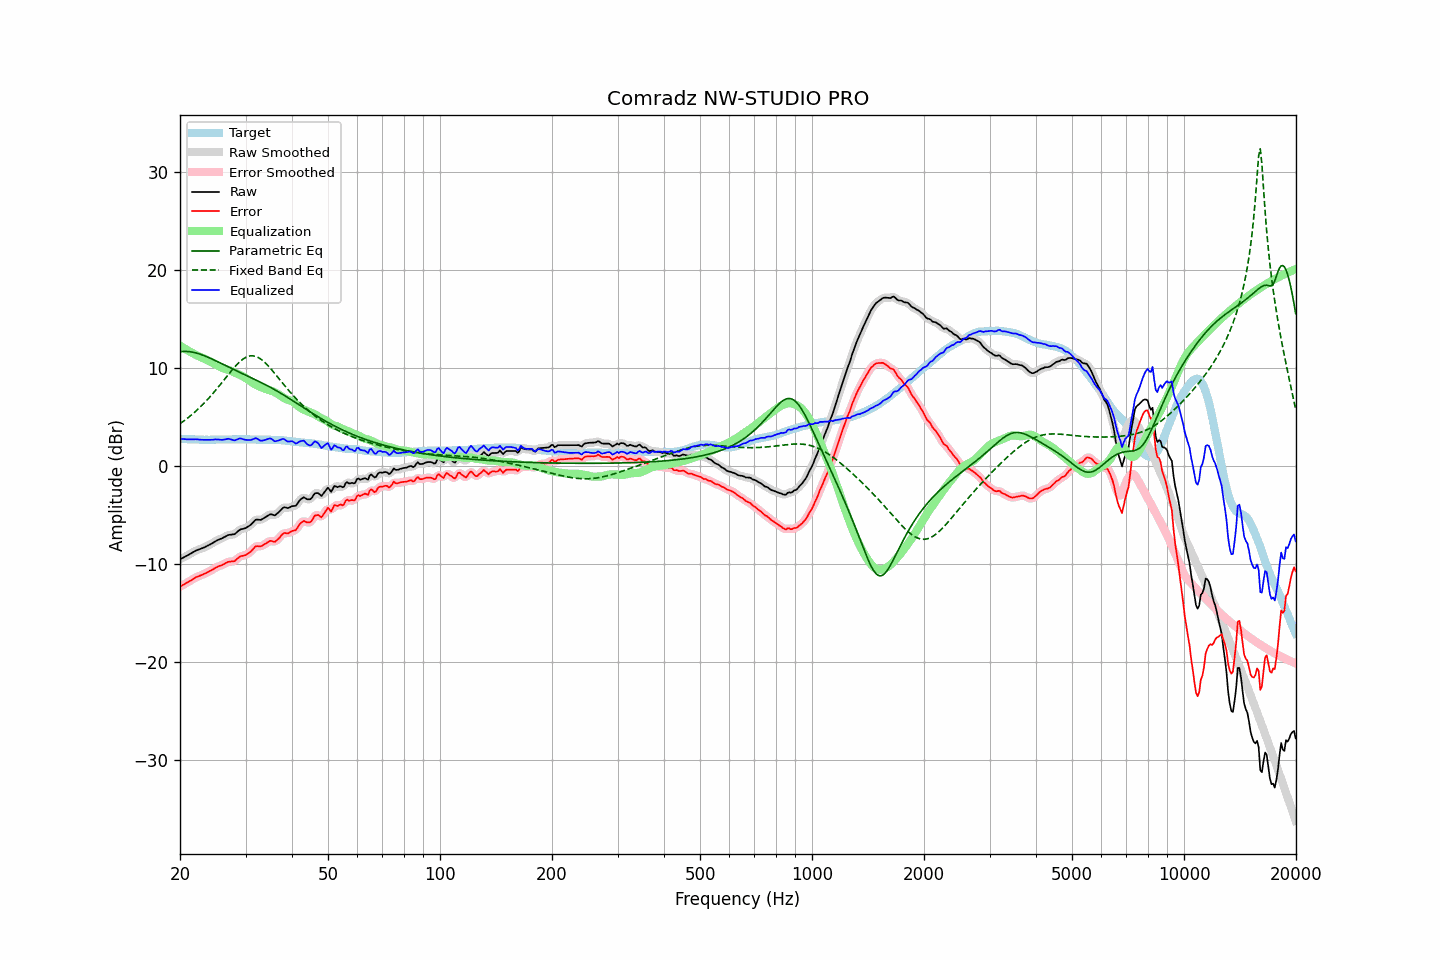 Comradz NW-STUDIO PRO
Target
Raw Smoothed
Error Smoothed
Raw
Error
Equalization
Parametric Eq
Fixed Band Eq
Equalized
Amplitude (dBr)
30
20
10
0
−10
−20
−30
20 50 100 200 500 1000 2000 5000 10000 20000
Frequency (Hz)